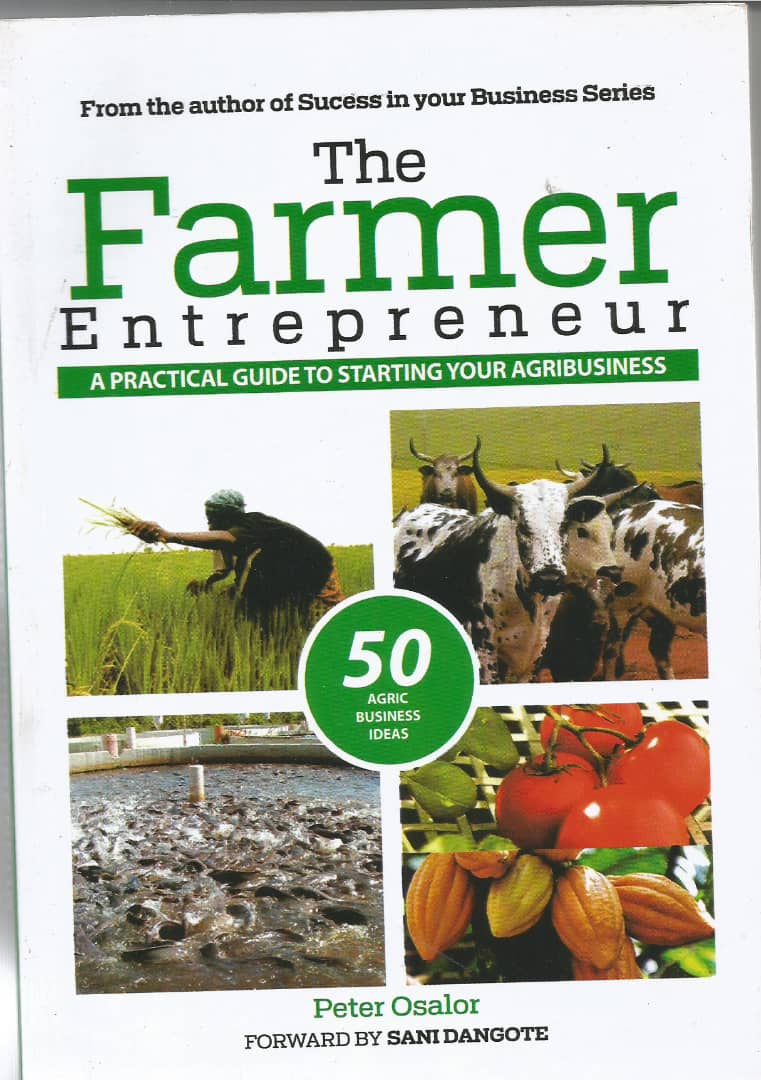 From the author of Sucess in your Business Series
The
Farmer
Entrepreneur
A PRACTICAL GUIDE TO STARTING YOUR AGRIBUSINESS
50
AGRIC
BUSINESS
IDEAS
Peter Osalor
FORWARD BY SANI DANGOTE